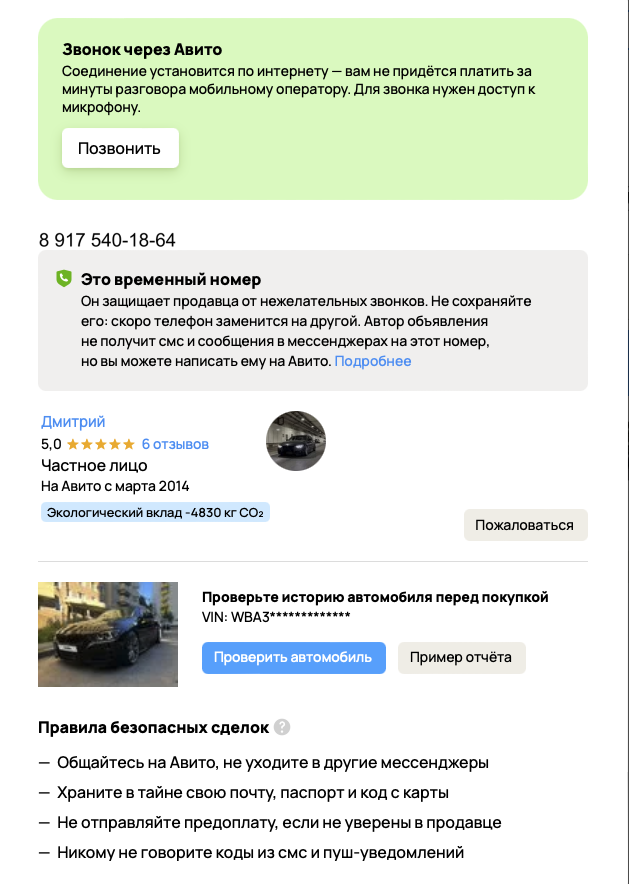 Звонок через Авито
Соединение установится по интернету — вам не придётся платить за
минуты разговора мобильному оператору. Для звонка нужен доступ к
микрофону.
Позвонить
8 917 540-18-64
Это временный номер
Он защищает продавца от нежелательных звонков. Не сохраняйте
его: скоро телефон заменится на другой. Автор объявления
не получит смс и сообщения в мессенджерах на этот номер,
но вы можете написать ему на Авито. Подробнее
Дмитрий
5,0 ★★★★★ 6 отзывов
Частное лицо
На Авито с марта 2014
Экологический вклад -4830 кг CO₂
Пожаловаться
Проверьте историю автомобиля перед покупкой
VIN: WBA3*************
Проверить автомобиль
Пример отчёта
Правила безопасных сделок ?
— Общайтесь на Авито, не уходите в другие мессенджеры
— Храните в тайне свою почту, паспорт и код с карты
— Не отправляйте предоплату, если не уверены в продавце
— Никому не говорите коды из смс и пуш-уведомлений